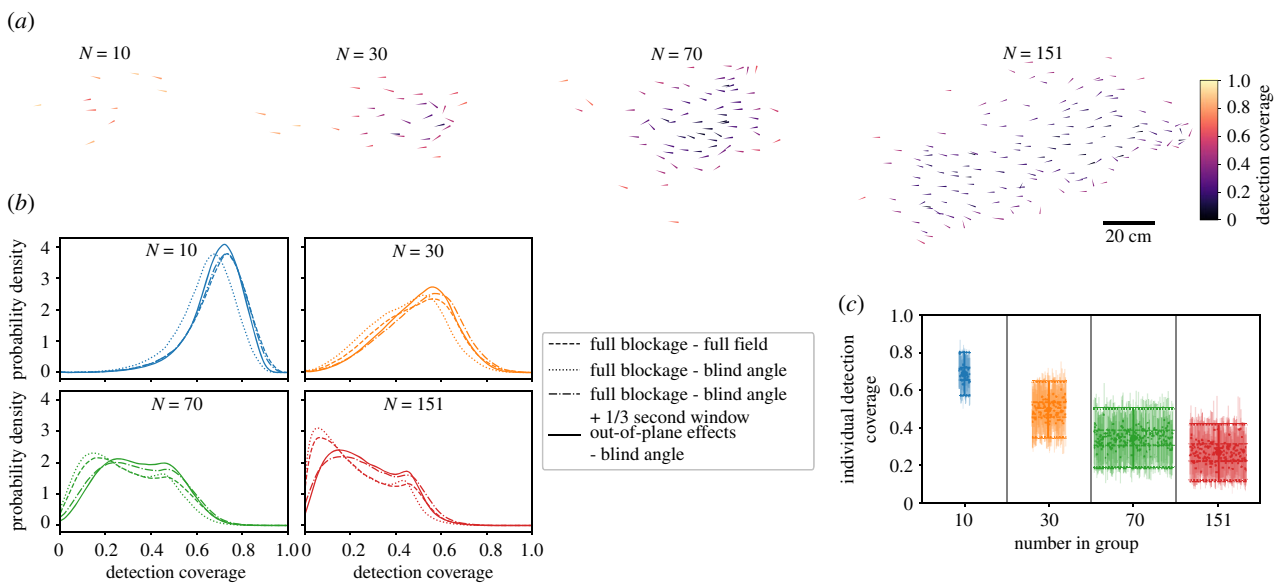 (a)
N = 10
N = 30
N = 70
N = 151
1.0
0.8
0.6
0.4
0.2
0
detection coverage
20 cm
(b)
probability density
4
3
2
1
0
N = 10
N = 30
probability density
4
3
2
1
0
N = 70
N = 151
0 0.2 0.4 0.6 0.8 1.0
0 0.2 0.4 0.6 0.8 1.0
detection coverage
detection coverage
full blockage - full field
full blockage - blind angle
full blockage - blind angle
+ 1/3 second window
out-of-plane effects
- blind angle
(c)
individual detection
coverage
1.0
0.8
0.6
0.4
0.2
0
10 30 70 151
number in group